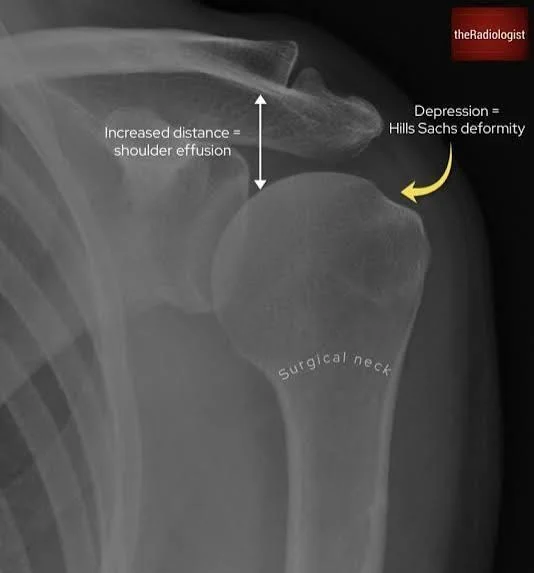 theRadiologist
Depression =
Hills Sachs deformity
Increased distance =
shoulder effusion
Surgical neck